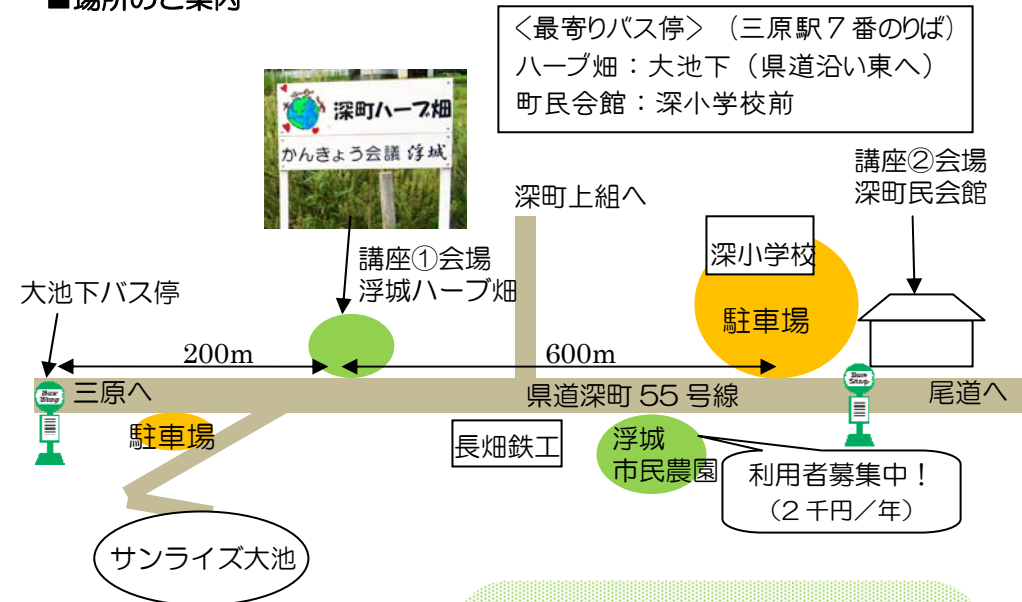 ■場所のご案内
＜最寄りバス停＞（三原駅７番のりば）
ハーブ畑：大池下（県道沿い東へ）
町民会館：深小学校前
深町ハーブ畑
かんきょう会議 浮城
講座②会場
深町民会館
深町上組へ
深小学校
駐車場
講座①会場
浮城ハーブ畑
大池下バス停
200m
600m
Bus
Stop
三原へ
県道深町 55 号線
Bus
Stop
尾道へ
駐車場
長畑鉄工
浮城
市民農園
利用者募集中！
（２千円／年）
サンライズ大池